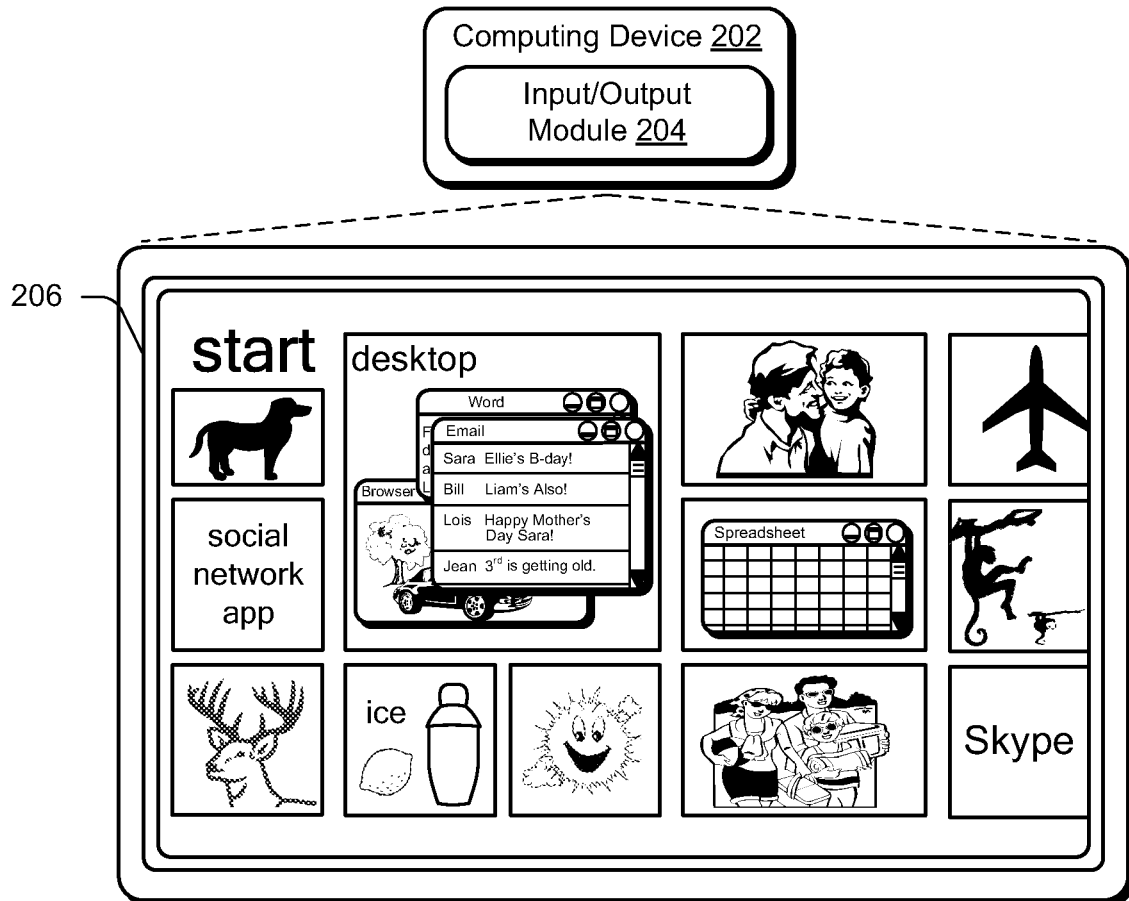 Computing Device 202
Input/Output
Module 204
206
start
desktop
Word
F
d
a
L
Email
Sara Ellie's B-day!
Bill Liam's Also!
Lois Happy Mother's
Day Sara!
Jean 3rd is getting old.
Browser
Spreadsheet
social
network
app
ice
Skype